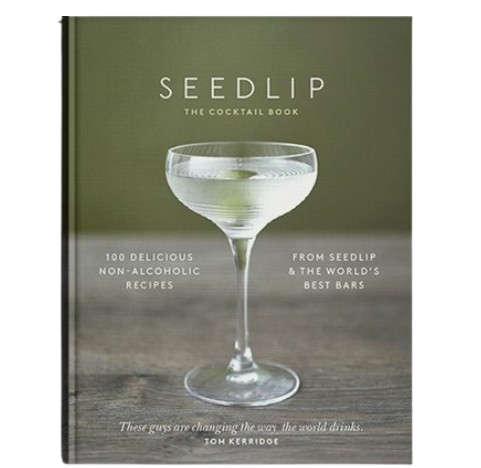 SEEDLIP
THE COCKTAIL BOOK
100 DELICIOUS
NON-ALCOHOLIC
RECIPES
FROM SEEDLIP
& THE WORLD'S
BEST BARS
These guys are changing the way the world drinks.
TOM KERRIDGE